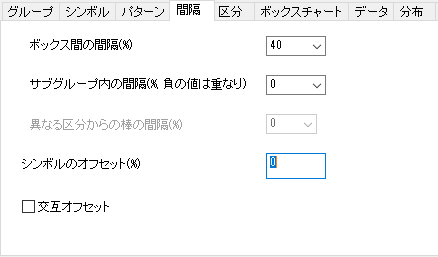 グループ シンボル パターン 間隔 区分 ボックスチャート データ 分布
ボックス間の間隔(%) 40
サブグループ内の間隔(%, 負の値は重なり) 0
異なる区分からの棒の間隔(%) 0
シンボルのオフセット(%) 0
交互オフセット